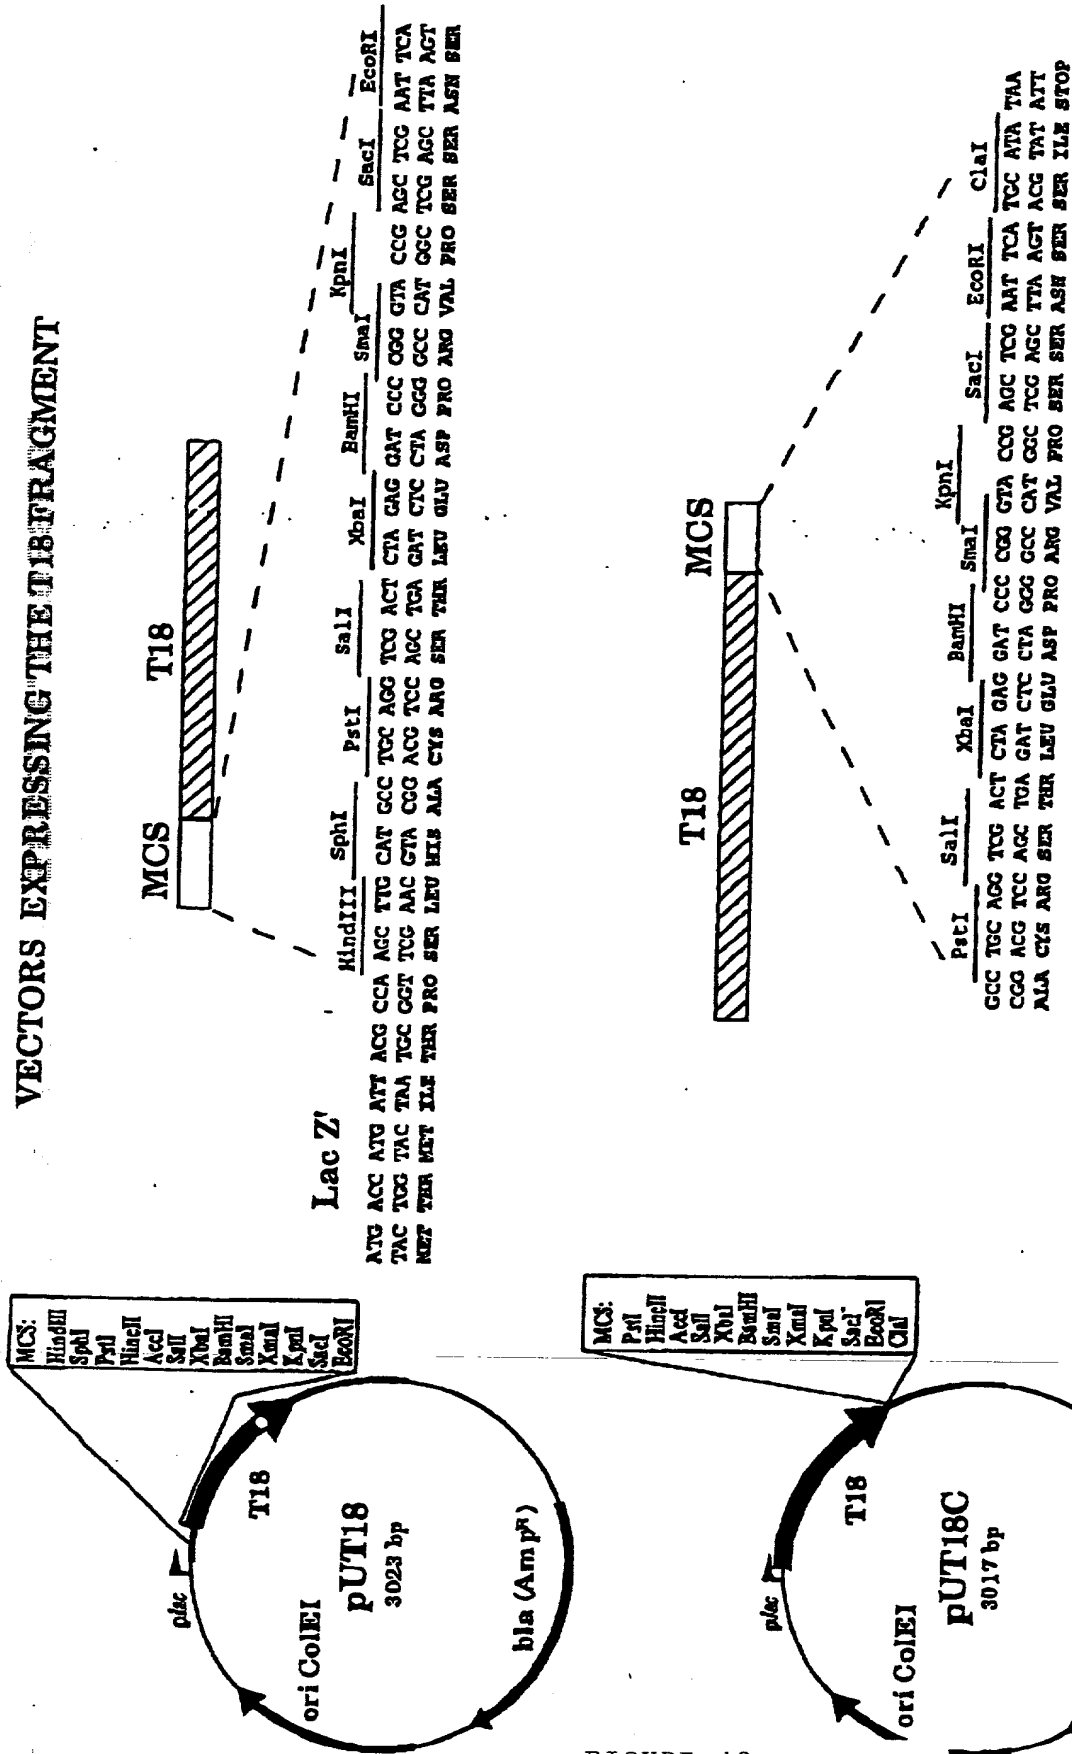 VECTORS EXPRESSING THE T18 FRAGMENT
MCS:
HindIII
SphI
PstI
HincII
AccI
SalI
XbaI
BamHI
SmaI
XmaI
KpnI
SacI
EcoRI
plac
T18
ori ColEI
pUT18
3023 bp
bla (Ampᴿ)
MCS T18
Lac Z'
HindIII SphI PstI SalI XbaI BamHI SmaI KpnI SacI EcoRI
ATG ACC ATG ATT ACG CCA AGC TTG CAT GCC TGC AGG TCG ACT CTA GAG GAT CCC CGG GTA CCG AGC TCG AAT TCA
TAC TGG TAC TAA TGC GGT TCG AAC GTA CGG ACG TCC AGC TGA GAT CTC CTA GGG GCC CAT GGC TCG AGC TTA AGT
MET THR MET ILE THR PRO SER LEU HIS ALA CYS ARG SER THR LEU GLU ASP PRO ARG VAL PRO SER SER ASN SER
MCS:
PstI
HincII
AccI
SalI
XbaI
BamHI
SmaI
XmaI
KpnI
SacI
EcoRI
ClaI
plac
T18
ori ColEI
pUT18C
3017 bp
T18 MCS
PstI SalI XbaI BamHI SmaI KpnI SacI EcoRI ClaI
GCC TGC AGG TCG ACT CTA GAG GAT CCC CGG GTA CCG AGC TCG AAT TCA TGC ATA TAA
CGG ACG TCC AGC TGA GAT CTC CTA GGG GCC CAT GGC TCG AGC TTA AGT ACG TAT ATT
ALA CYS ARG SER THR LEU GLU ASP PRO ARG VAL PRO SER SER ASN SER SER ILE STOP